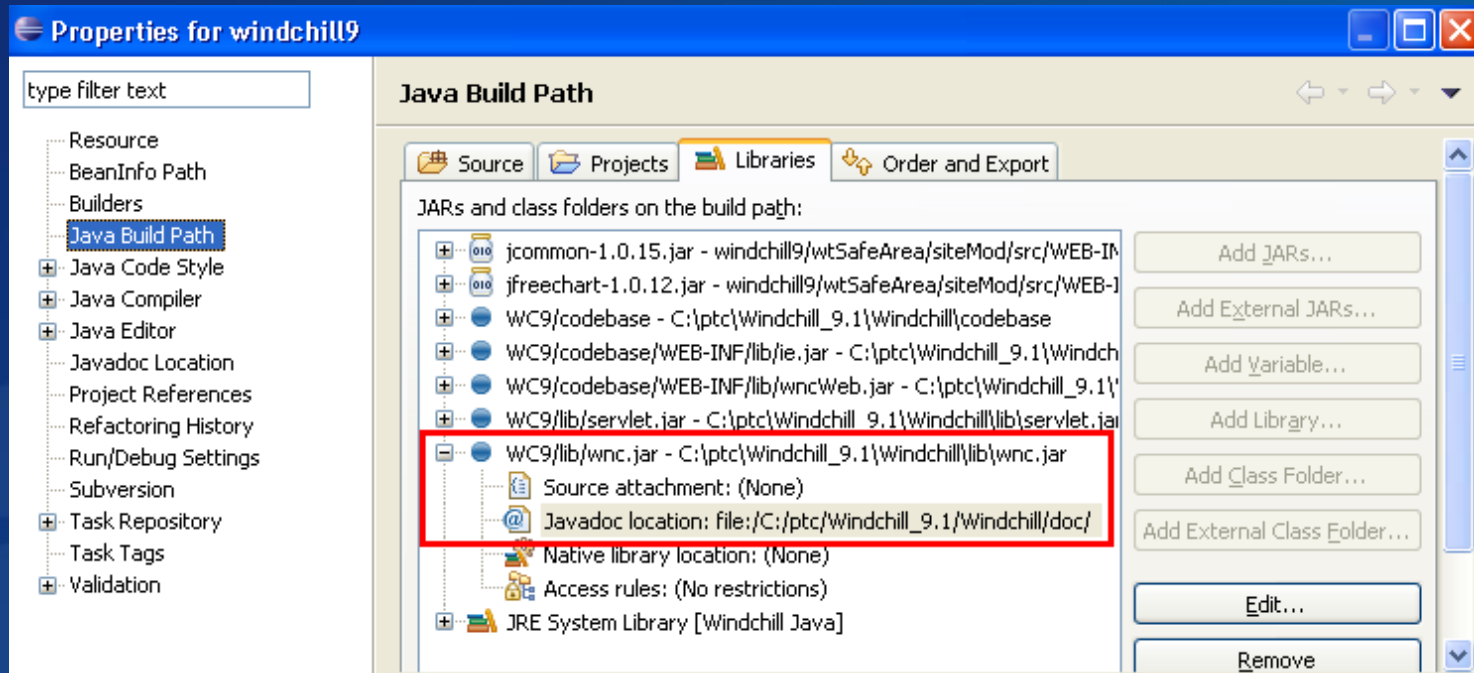 Properties for windchill9
type filter text
Resource
BeanInfo Path
Builders
Java Build Path
Java Code Style
Java Compiler
Java Editor
Javadoc Location
Project References
Refactoring History
Run/Debug Settings
Subversion
Task Repository
Task Tags
Validation
Java Build Path
Source Projects Libraries Order and Export
JARs and class folders on the build path:
jcommon-1.0.15.jar - windchill9/wtSafeArea/siteMod/src/WEB-IN
jfreechart-1.0.12.jar - windchill9/wtSafeArea/siteMod/src/WEB-I
WC9/codebase - C:\ptc\Windchill_9.1\Windchill\codebase
WC9/codebase/WEB-INF/lib/ie.jar - C:\ptc\Windchill_9.1\Windch
WC9/codebase/WEB-INF/lib/wncWeb.jar - C:\ptc\Windchill_9.1\
WC9/lib/servlet.jar - C:\ptc\Windchill_9.1\Windchill\lib\servlet.jar
WC9/lib/wnc.jar - C:\ptc\Windchill_9.1\Windchill\lib\wnc.jar
Source attachment: (None)
Javadoc location: file:/C:/ptc/Windchill_9.1/Windchill/doc/
Native library location: (None)
Access rules: (No restrictions)
JRE System Library [Windchill Java]
Add JARs...
Add External JARs...
Add Variable...
Add Library...
Add Class Folder...
Add External Class Folder...
Edit...
Remove